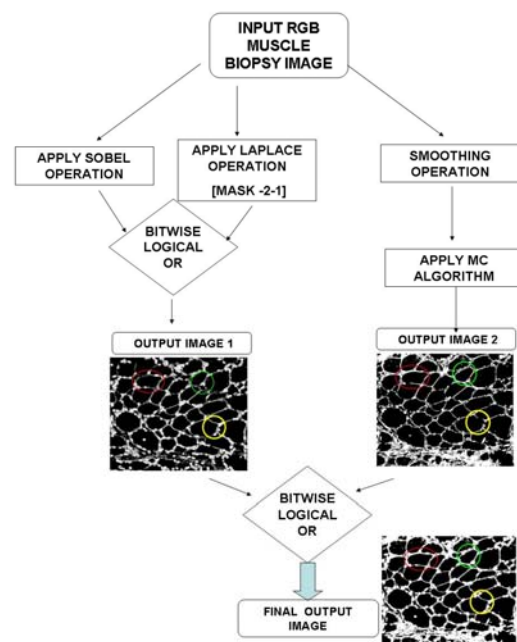 INPUT RGB
MUSCLE
BIOPSY IMAGE
APPLY SOBEL
OPERATION
APPLY LAPLACE
OPERATION
[MASK -2-1]
SMOOTHING
OPERATION
BITWISE
LOGICAL
OR
APPLY MC
ALGORITHM
OUTPUT IMAGE 1
OUTPUT IMAGE 2
BITWISE
LOGICAL
OR
FINAL OUTPUT
IMAGE